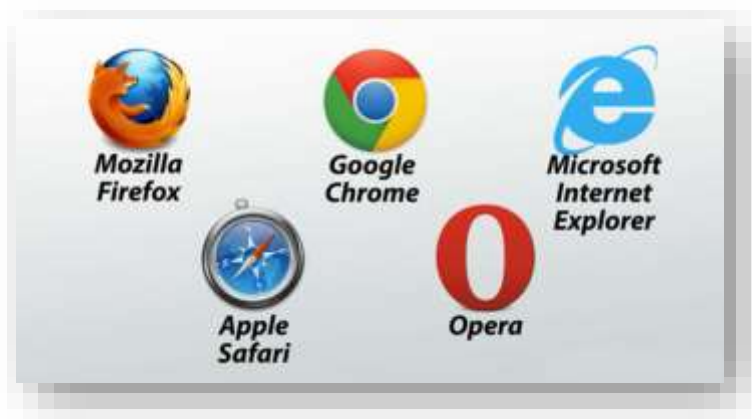 Mozilla
Firefox
Google
Chrome
Microsoft
Internet
Explorer
Apple
Safari
Opera